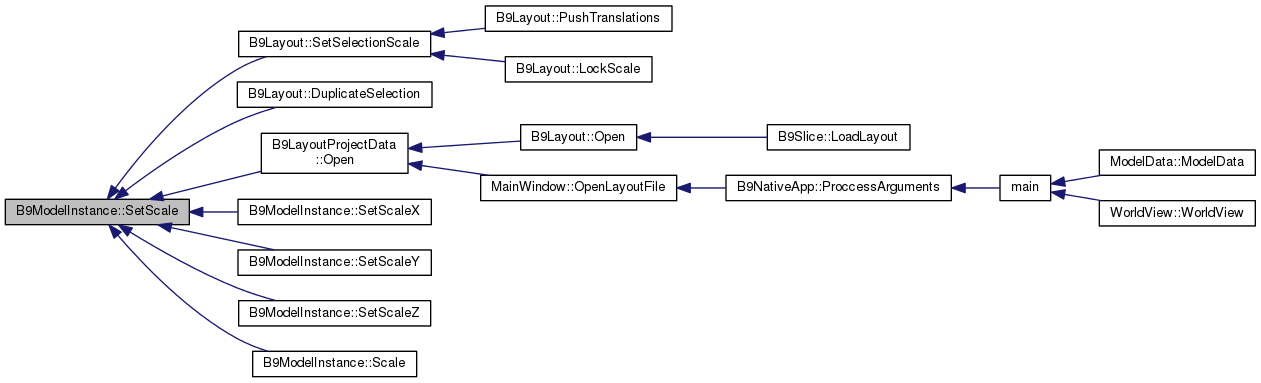 B9Layout::PushTranslations
B9Layout::SetSelectionScale
B9Layout::LockScale
B9Layout::DuplicateSelection
B9LayoutProjectData
::Open
B9Layout::Open
B9Slice::LoadLayout
MainWindow::OpenLayoutFile
B9NativeApp::ProccessArguments
main
ModelData::ModelData
WorldView::WorldView
B9ModelInstance::SetScale
B9ModelInstance::SetScaleX
B9ModelInstance::SetScaleY
B9ModelInstance::SetScaleZ
B9ModelInstance::Scale